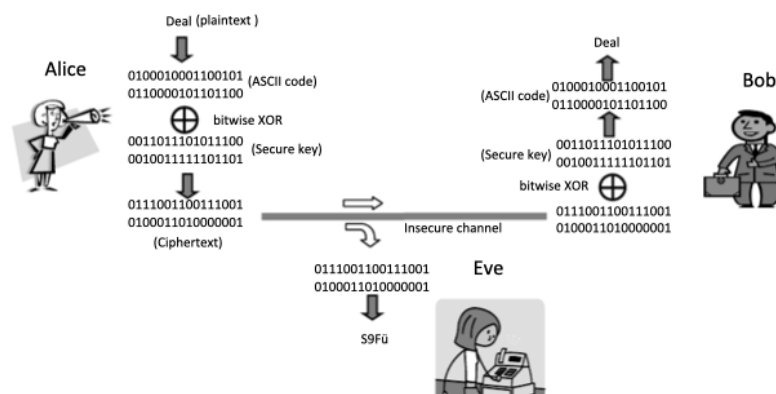 Deal (plaintext)
Alice
0100010001100101
0110000101101100
(ASCII code)
bitwise XOR
0011011101011100
0010011111101101
(Secure key)
0111001100111001
0100011010000001
(Ciphertext)
Insecure channel
0111001100111001
0100011010000001
S9Fü
Eve
Deal
Bob
(ASCII code)
0100010001100101
0110000101101100
(Secure key)
0011011101011100
0010011111101101
bitwise XOR
0111001100111001
0100011010000001